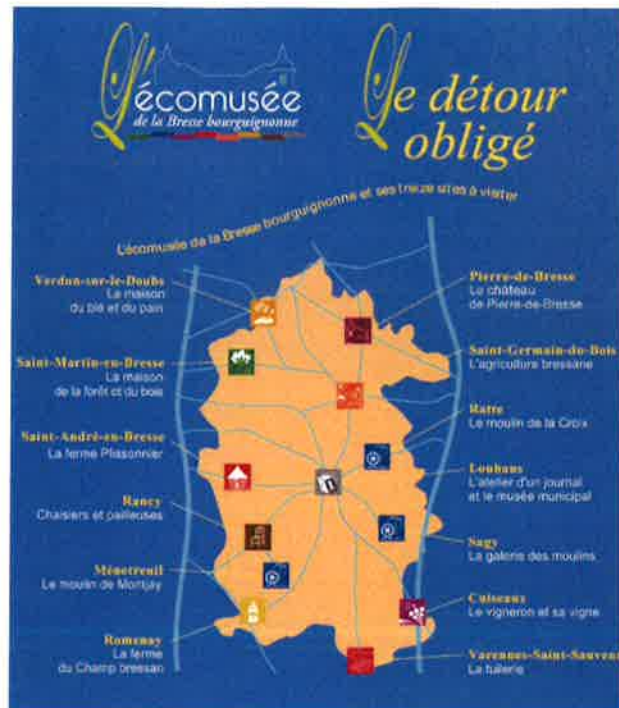 L'écomusée
de la Bresse bourguignonne
Le détour
obligé
L'écomusée de la Bresse bourguignonne et ses treize sites à visiter
Verdun-sur-le-Doubs
La maison
du blé et du pain
Saint-Martin-en-Bresse
La maison
de la forêt et du bois
Saint-André-en-Bresse
La ferme Plissonnier
Rancy
Chaisiers et pailleuses
Ménetreuil
Le moulin de Montjay
Romenay
La ferme
du Champ bressan
Pierre-de-Bresse
Le château
de Pierre-de-Bresse
Saint-Germain-du-Bois
L'agriculture bressane
Ratte
Le moulin de la Croix
Louhans
L'atelier d'un journal
et le musée municipal
Sagy
La galerie des moulins
Cuiseaux
Le vigneron et sa vigne
Varennes-Saint-Sauveur
La tuilerie